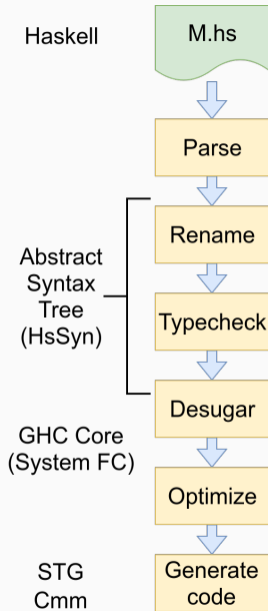 Haskell
M.hs
Parse
Rename
Abstract
Syntax
Tree
(HsSyn)
Typecheck
Desugar
GHC Core
(System FC)
Optimize
STG
Cmm
Generate
code